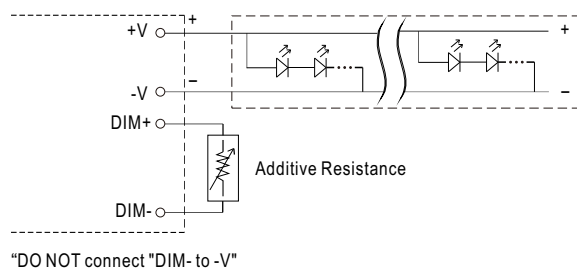 +V
+
-V
−
+
−
DIM+
Additive Resistance
DIM-
“DO NOT connect "DIM- to -V"